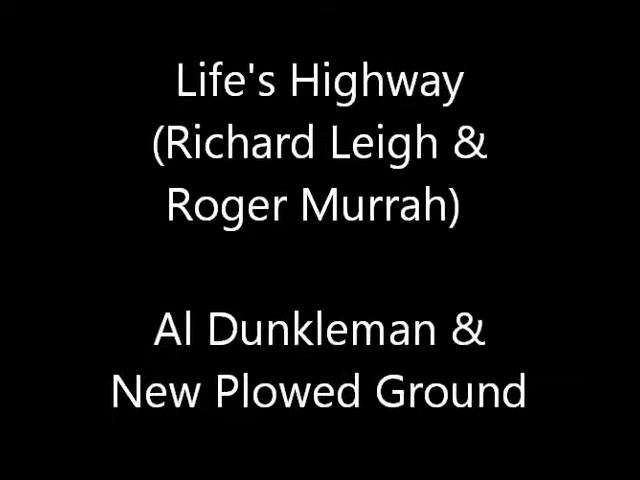 Life's Highway
(Richard Leigh &
Roger Murrah)
Al Dunkleman &
New Plowed Ground